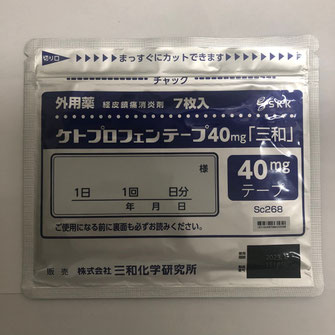 切り口
まっすぐにカットできます
チャック
外用薬 経皮鎮痛消炎剤 7枚入
SKK
ケトプロフェンテープ40mg「三和」
様
1日 1回 日分
年 月 日
40mg
テープ
Sc268
ご使用になる前に裏面も必ずお読みください。
販売 株式会社 三和化学研究所